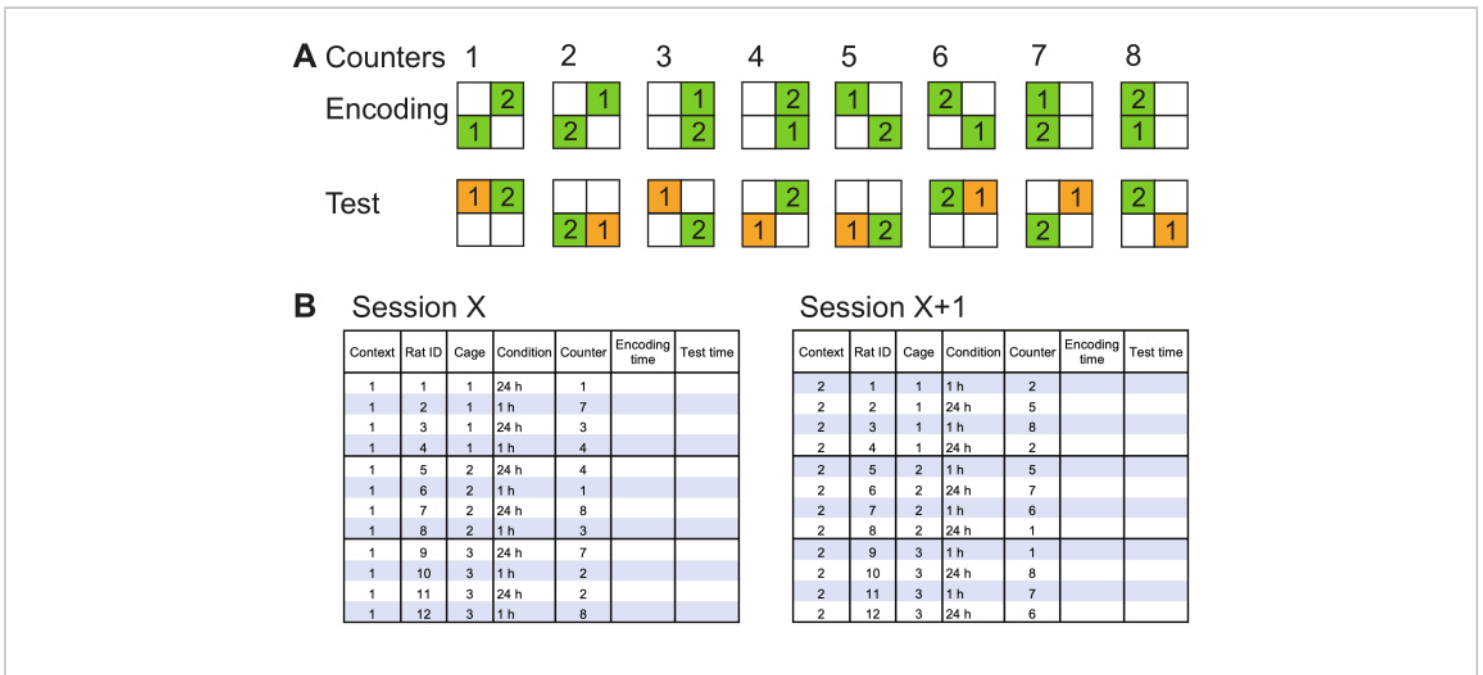 A Counters 1 2 3 4 5 6 7 8
Encoding
2 1 1 2 1 2 1 2
1 2 2 1 2 1 2 1
Test
1 2 1 2 2 1 1 2
2 1 2 1 1 2 2 1
B Session X Session X+1
Context Rat ID Cage Condition Counter Encoding time Test time Context Rat ID Cage Condition Counter Encoding time Test time
1 1 1 24 h 1 2 1 1 1 h 2
1 2 1 1 h 7 2 2 1 24 h 5
1 3 1 24 h 3 2 3 1 1 h 8
1 4 1 1 h 4 2 4 1 24 h 2
1 5 2 24 h 4 2 5 2 1 h 5
1 6 2 1 h 1 2 6 2 24 h 7
1 7 2 24 h 8 2 7 2 1 h 6
1 8 2 1 h 3 2 8 2 24 h 1
1 9 3 24 h 7 2 9 3 1 h 1
1 10 3 1 h 2 2 10 3 24 h 8
1 11 3 24 h 2 2 11 3 1 h 7
1 12 3 1 h 8 2 12 3 24 h 6